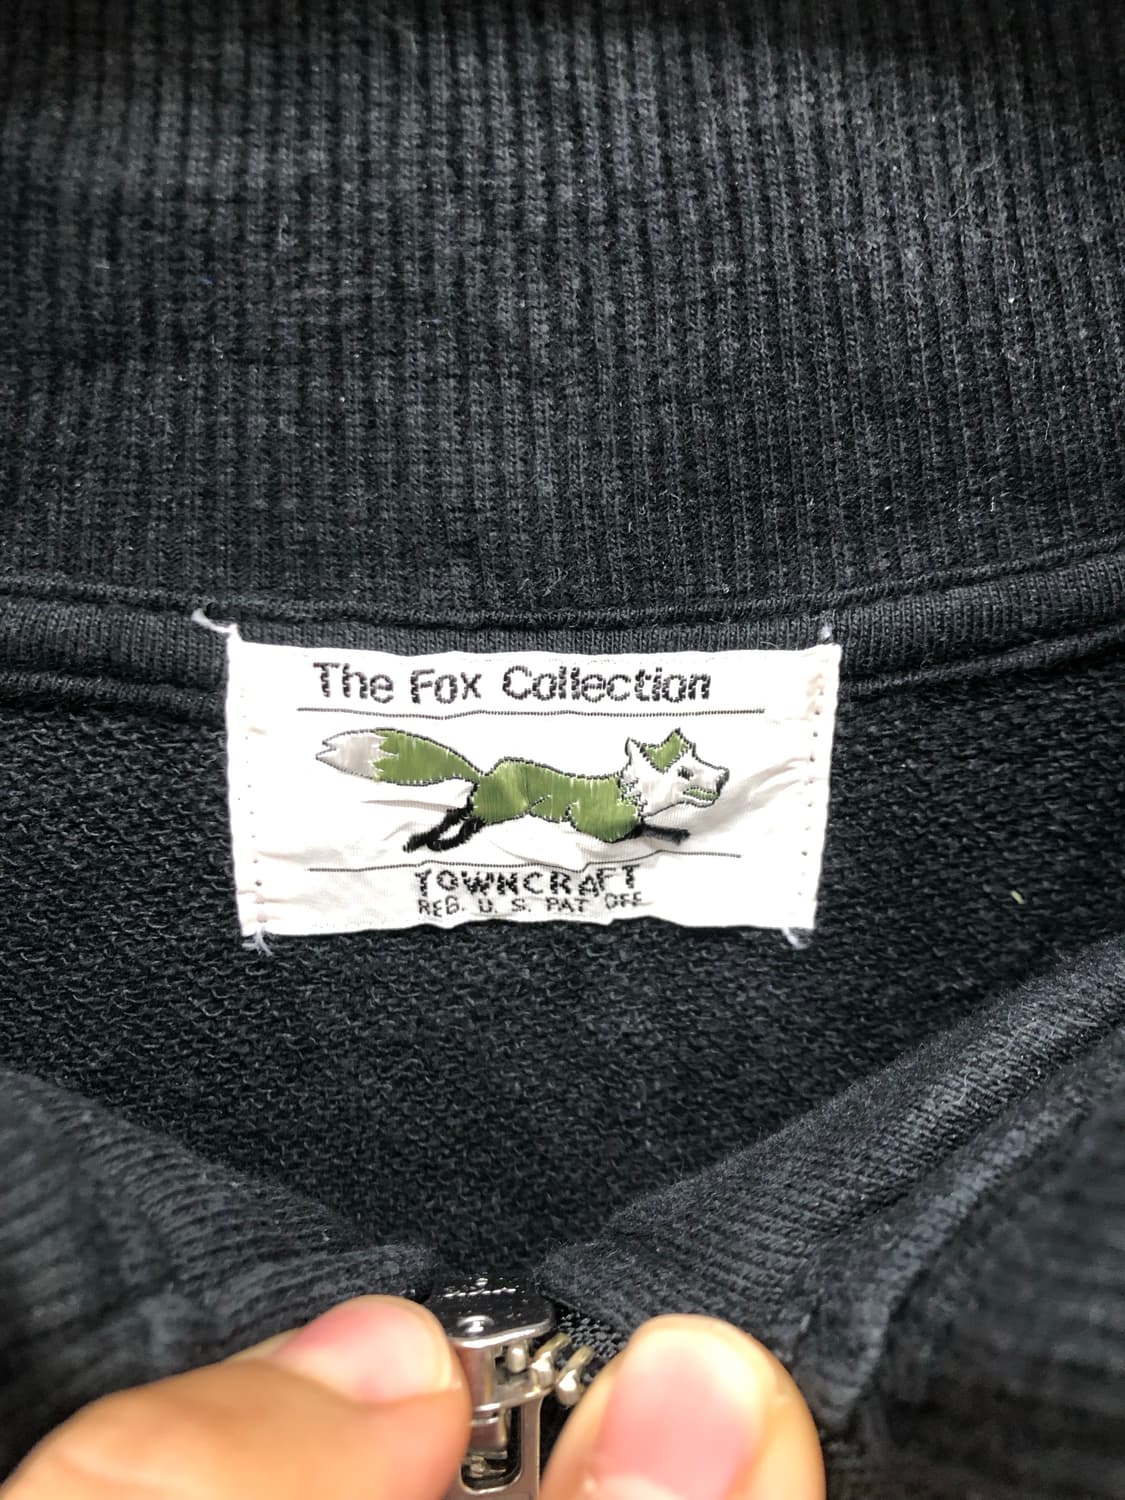 The Fox Collection
TOWNCRAFT
REG. U. S. PAT OFF